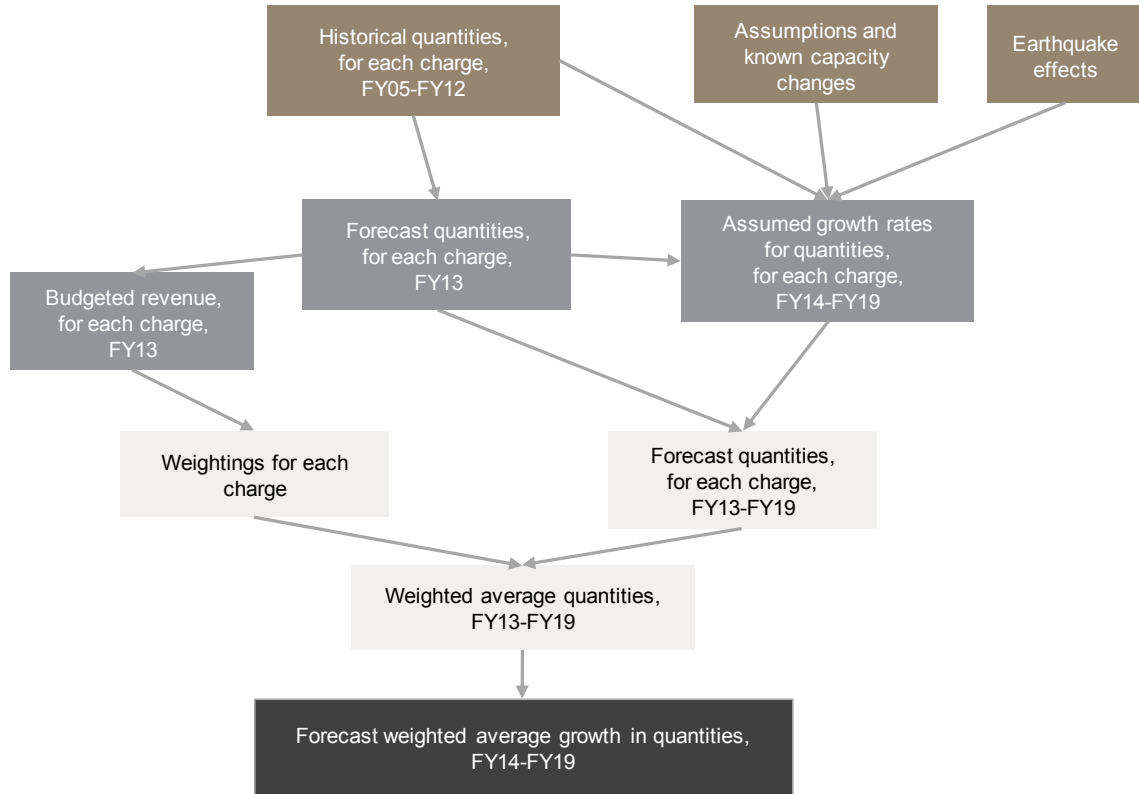 Historical quantities,
for each charge,
FY05-FY12
Assumptions and
known capacity
changes
Earthquake
effects
Forecast quantities,
for each charge,
FY13
Assumed growth rates
for quantities,
for each charge,
FY14-FY19
Budgeted revenue,
for each charge,
FY13
Weightings for each
charge
Forecast quantities,
for each charge,
FY13-FY19
Weighted average quantities,
FY13-FY19
Forecast weighted average growth in quantities,
FY14-FY19